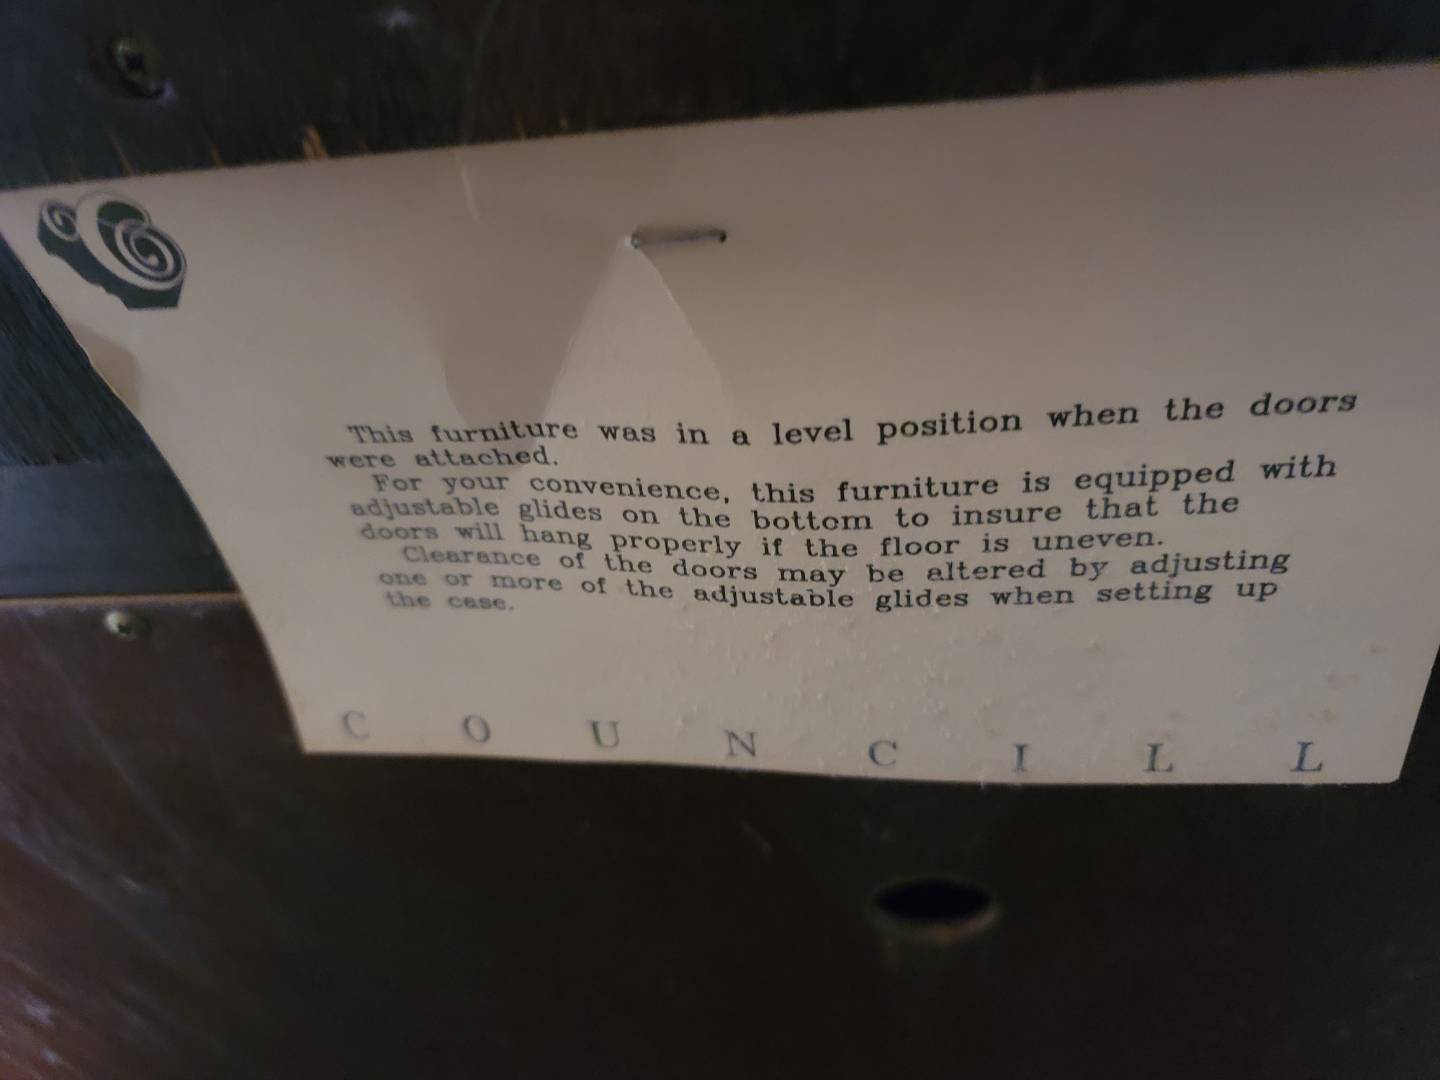 This furniture was in a level position when the doors
were attached.
For your convenience, this furniture is equipped with
adjustable glides on the bottom to insure that the
doors will hang properly if the floor is uneven.
Clearance of the doors may be altered by adjusting
one or more of the adjustable glides when setting up
the case.
COUNCILL